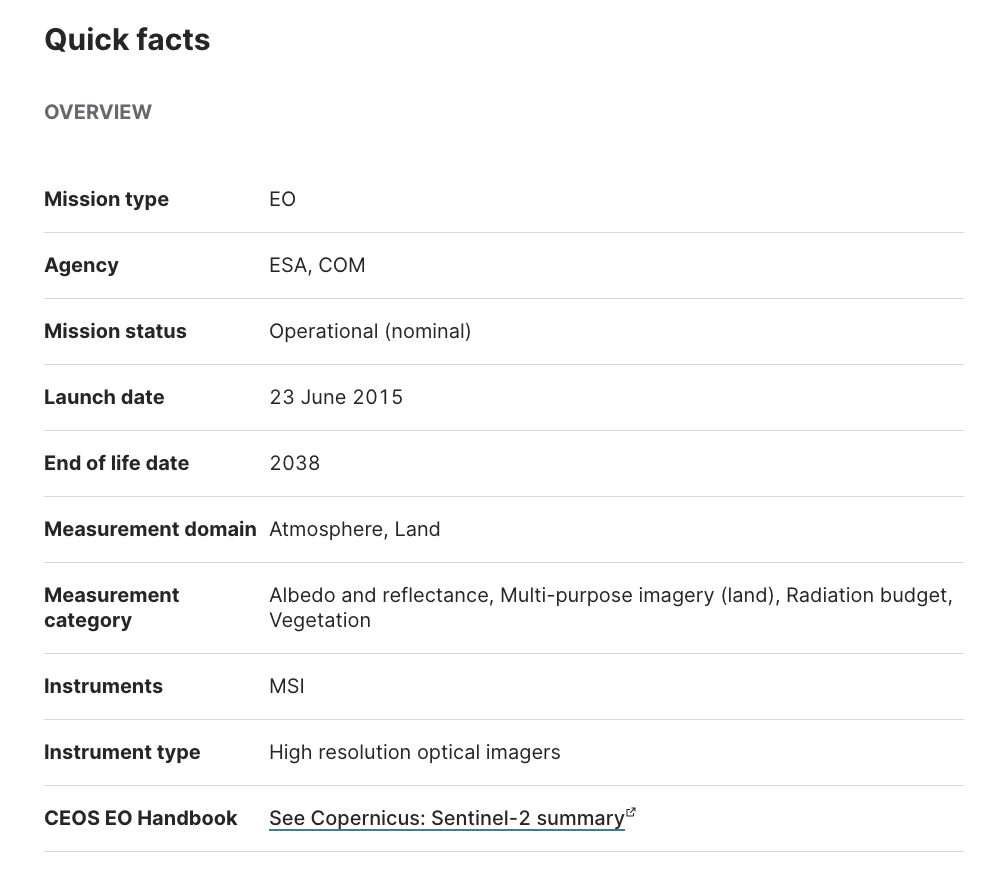 Quick facts
OVERVIEW
Mission type EO
Agency ESA, COM
Mission status Operational (nominal)
Launch date 23 June 2015
End of life date 2038
Measurement domain Atmosphere, Land
Measurement category Albedo and reflectance, Multi-purpose imagery (land), Radiation budget,
Vegetation
Instruments MSI
Instrument type High resolution optical imagers
CEOS EO Handbook See Copernicus: Sentinel-2 summary